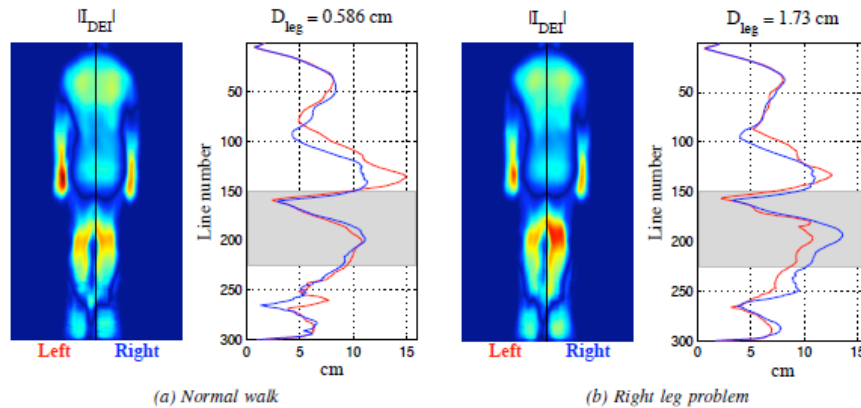 |I_DEI|
D_leg = 0.586 cm
Line number
50
100
150
200
250
300
0
5
10
15
cm
Left Right
(a) Normal walk
|I_DEI|
D_leg = 1.73 cm
Line number
50
100
150
200
250
300
0
5
10
15
cm
Left Right
(b) Right leg problem